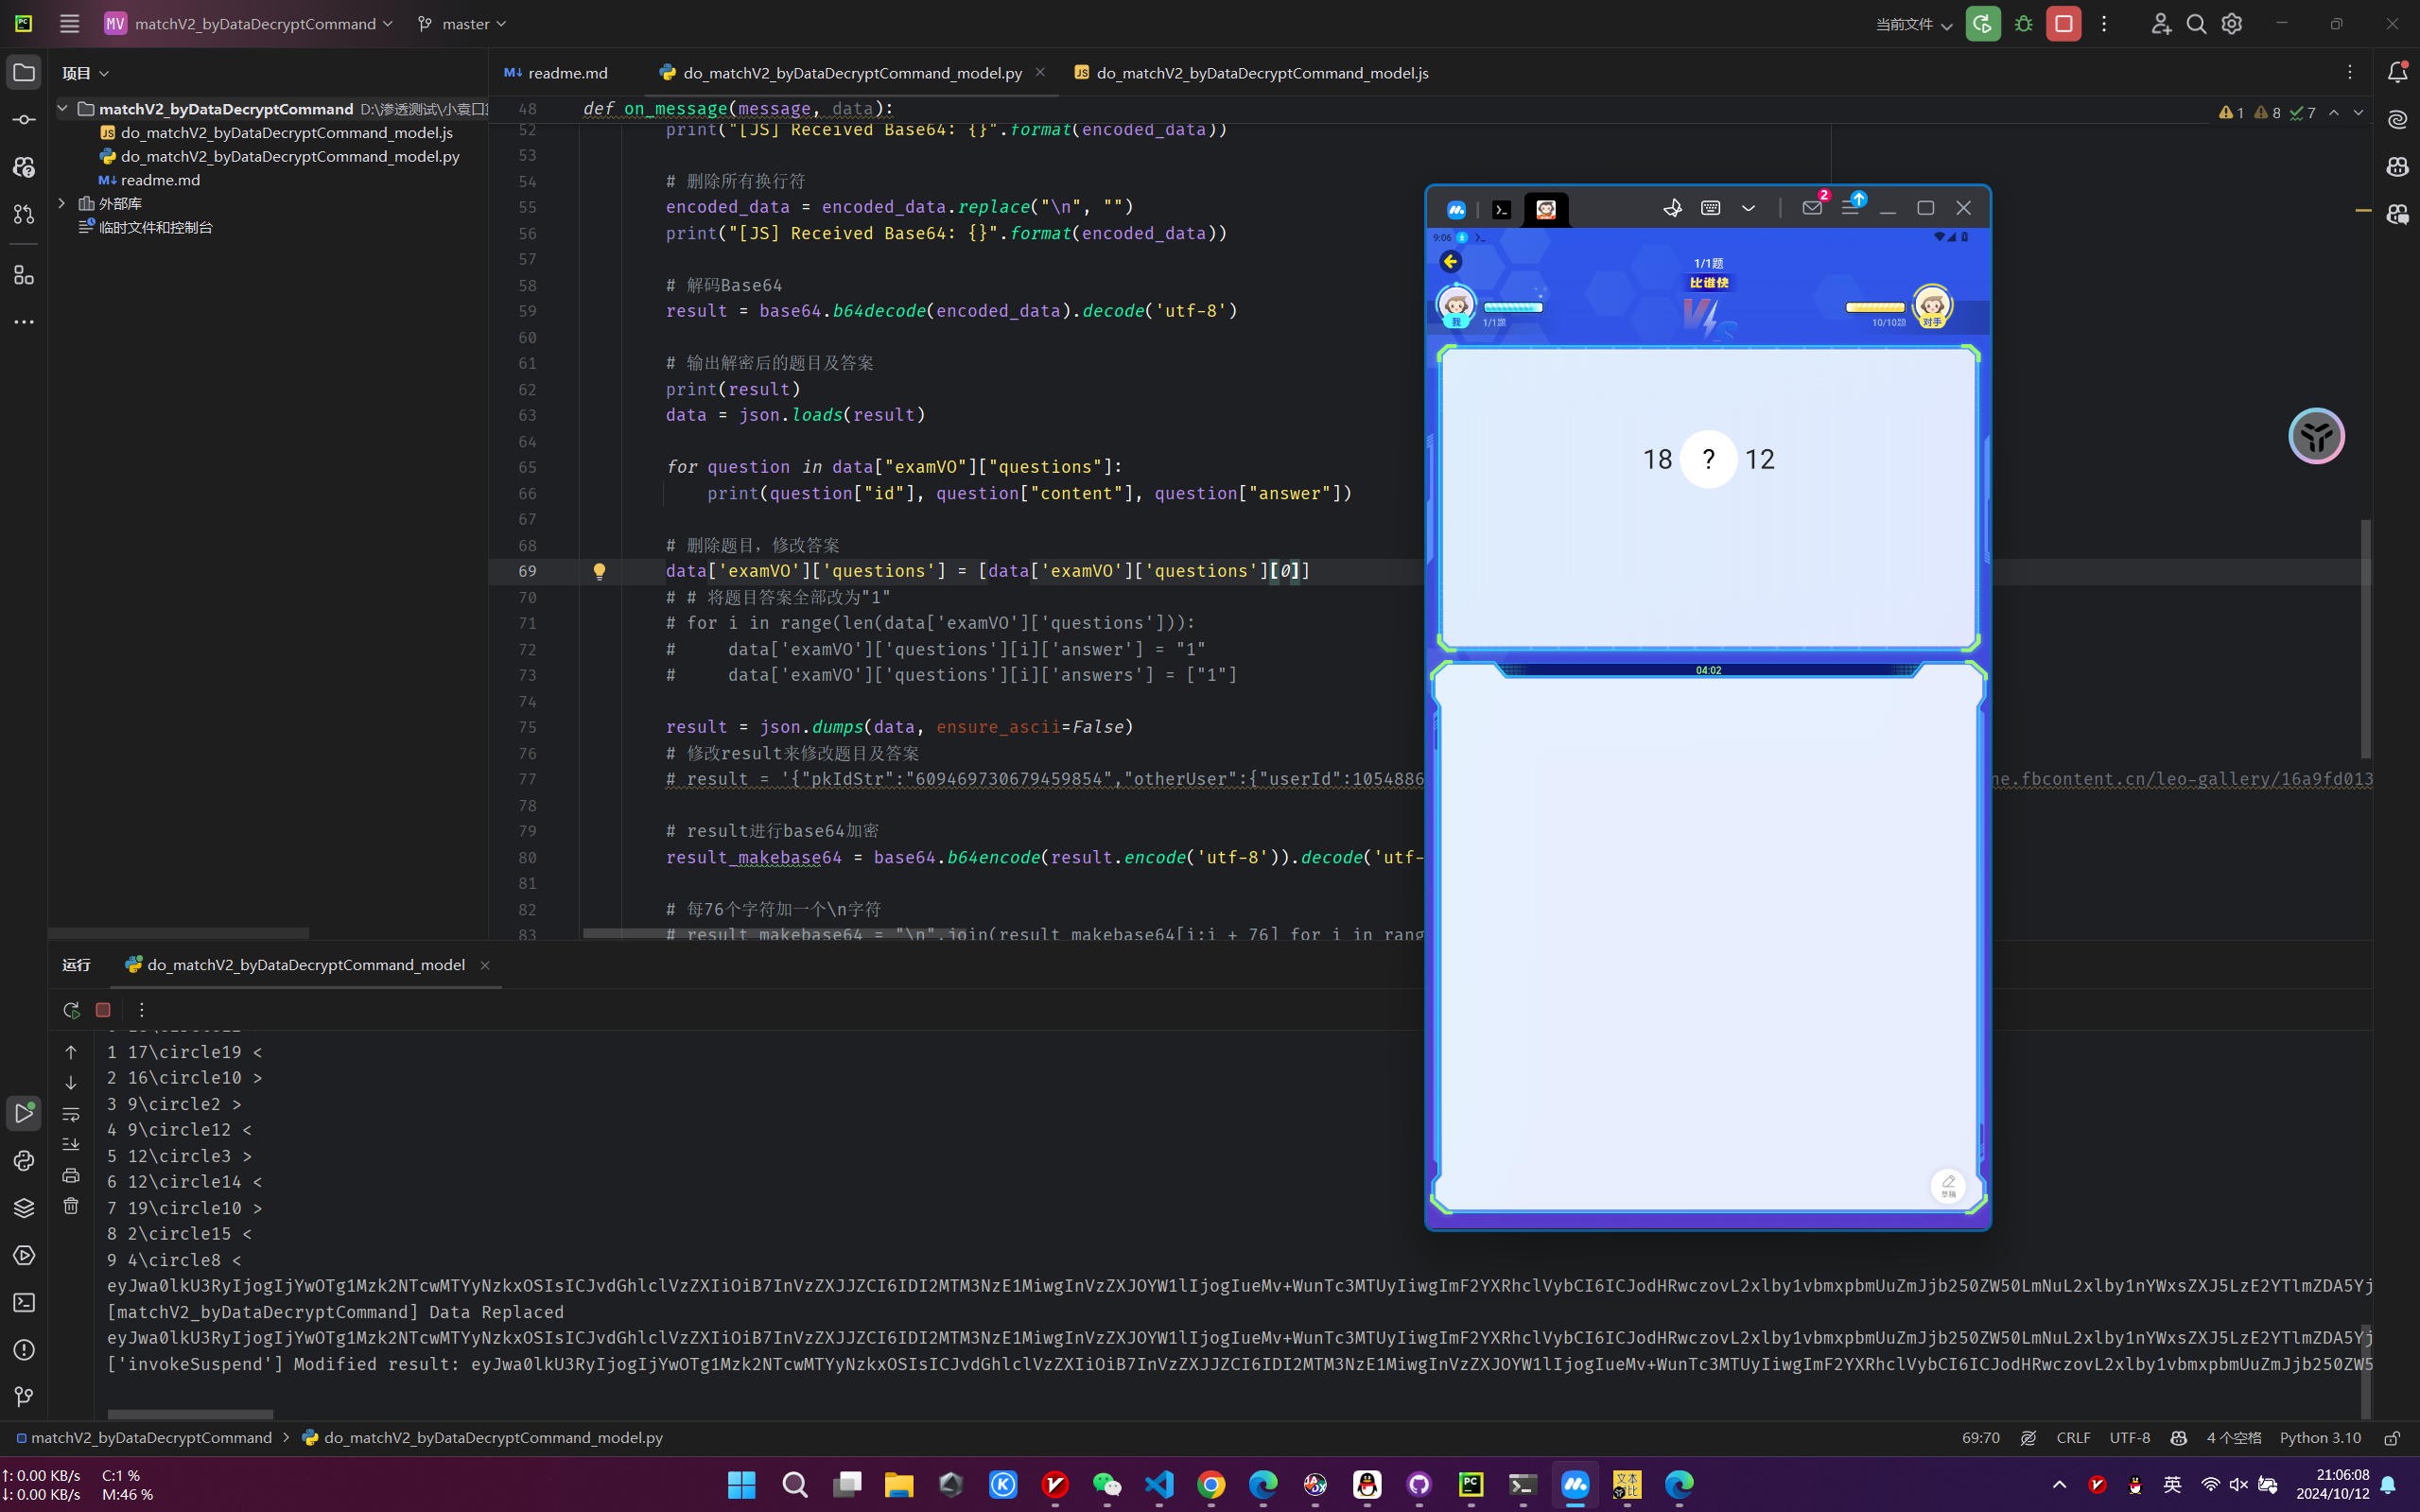 MV matchV2_byDataDecryptCommand master
当前文件
项目
matchV2_byDataDecryptCommand D:\渗透测试\小袁口
do_matchV2_byDataDecryptCommand_model.js
do_matchV2_byDataDecryptCommand_model.py
M↓ readme.md
外部库
临时文件和控制台
M↓ readme.md
do_matchV2_byDataDecryptCommand_model.py
JS do_matchV2_byDataDecryptCommand_model.js
1 8 7
48 def on_message(message, data):
52 print("[JS] Received Base64: {}".format(encoded_data))
53
54 # 删除所有换行符
55 encoded_data = encoded_data.replace("\n", "")
56 print("[JS] Received Base64: {}".format(encoded_data))
57
58 # 解码Base64
59 result = base64.b64decode(encoded_data).decode('utf-8')
60
61 # 输出解密后的题目及答案
62 print(result)
63 data = json.loads(result)
64
65 for question in data["examVO"]["questions"]:
66 print(question["id"], question["content"], question["answer"])
67
68 # 删除题目，修改答案
69 data['examVO']['questions'] = [data['examVO']['questions'][0]]
70 # # 将题目答案全部改为"1"
71 # for i in range(len(data['examVO']['questions'])):
72 # data['examVO']['questions'][i]['answer'] = "1"
73 # data['examVO']['questions'][i]['answers'] = ["1"]
74
75 result = json.dumps(data, ensure_ascii=False)
76 # 修改result来修改题目及答案
77 # result = '{"pkIdStr":"609469730679459854","otherUser":{"userId":1054886
ne.fbcontent.cn/leo-gallery/16a9fd013
78
79 # result进行base64加密
80 result_makebase64 = base64.b64encode(result.encode('utf-8')).decode('utf-
81
82 # 每76个字符加一个\n字符
83 # result_makebase64 = "\n".join(result_makebase64[i:i + 76] for i in rang
2
9:06
1/1题
比谁快
VS
我
1/1题
10/10题
对手
18 ? 12
04:02
草稿
运行 do_matchV2_byDataDecryptCommand_model
1 17\circle19 <
2 16\circle10 >
3 9\circle2 >
4 9\circle12 <
5 12\circle3 >
6 12\circle14 <
7 19\circle10 >
8 2\circle15 <
9 4\circle8 <
eyJwa0lkU3RyIjogIjYwOTg1Mzk2NTcwMTYyNzkxOSIsICJvdGhlclVzZXIiOiB7InVzZXJJZCI6IDI2MTM3NzE1MiwgInVzZXJOYW1lIjogIueMv+WunTc3MTUyIiwgImF2YXRhclVybCI6ICJodHRwczovL2xlby1vbmxpbmUuZmJjb250ZW50LmNuL2xlby1nYWxsZXJ5LzE2YTlmZDA5Yj
[matchV2_byDataDecryptCommand] Data Replaced
eyJwa0lkU3RyIjogIjYwOTg1Mzk2NTcwMTYyNzkxOSIsICJvdGhlclVzZXIiOiB7InVzZXJJZCI6IDI2MTM3NzE1MiwgInVzZXJOYW1lIjogIueMv+WunTc3MTUyIiwgImF2YXRhclVybCI6ICJodHRwczovL2xlby1vbmxpbmUuZmJjb250ZW50LmNuL2xlby1nYWxsZXJ5LzE2YTlmZDA5Yj
['invokeSuspend'] Modified result: eyJwa0lkU3RyIjogIjYwOTg1Mzk2NTcwMTYyNzkxOSIsICJvdGhlclVzZXIiOiB7InVzZXJJZCI6IDI2MTM3NzE1MiwgInVzZXJOYW1lIjogIueMv+WunTc3MTUyIiwgImF2YXRhclVybCI6ICJodHRwczovL2xlby1vbmxpbmUuZmJjb250ZW5
matchV2_byDataDecryptCommand > do_matchV2_byDataDecryptCommand_model.py
69:70 CRLF UTF-8 4 个空格 Python 3.10
↑: 0.00 KB/s C:1 %
↓: 0.00 KB/s M:46 %
文本
英
21:06:08
2024/10/12